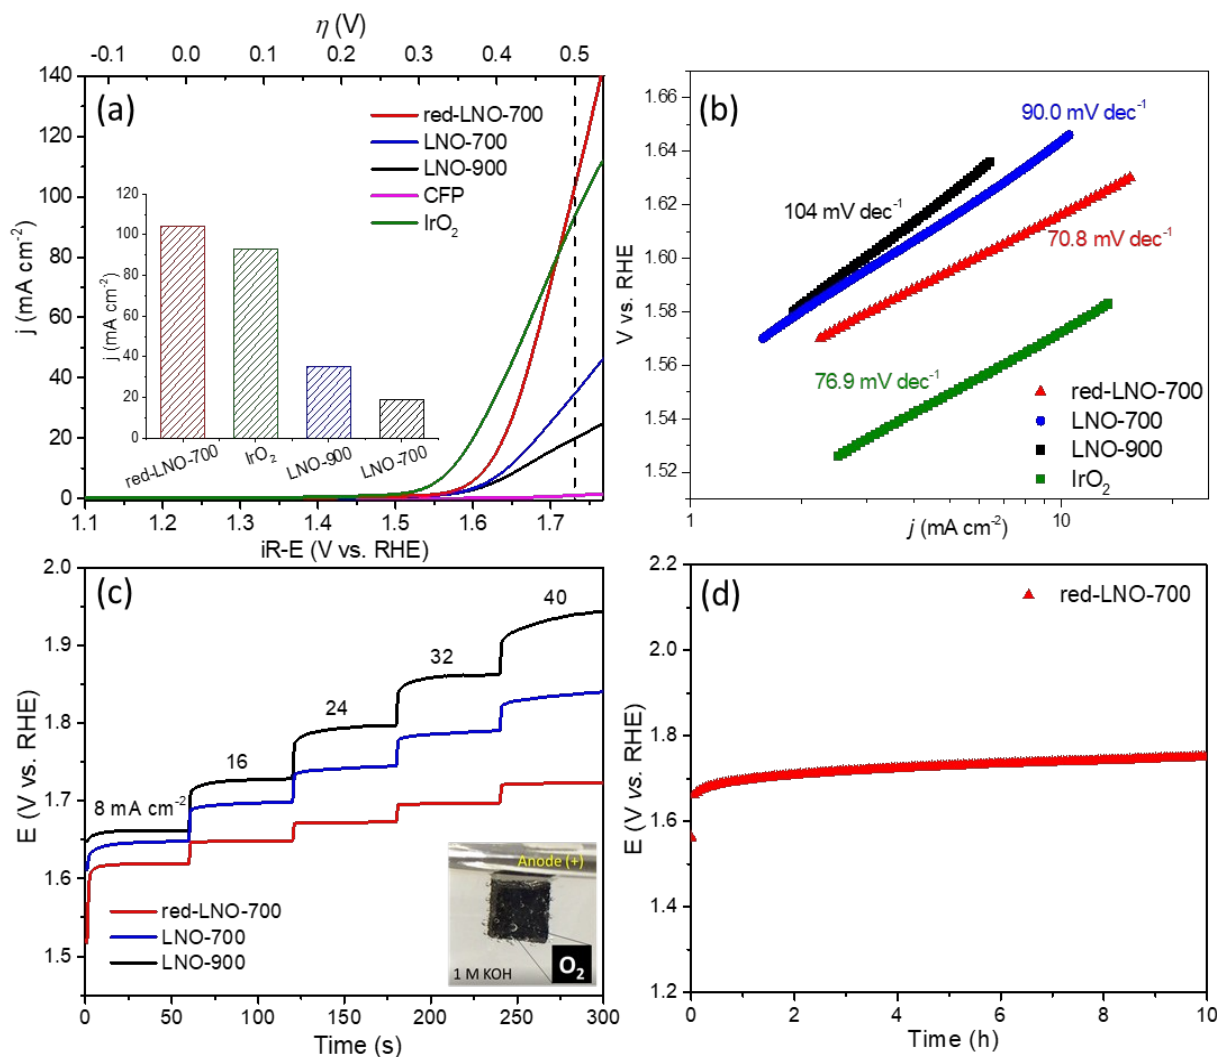 η (V)
-0.1 0.0 0.1 0.2 0.3 0.4 0.5
(a)
140
120
100
80
60
40
20
0
j (mA cm-2)
red-LNO-700
LNO-700
LNO-900
CFP
IrO2
120
100
80
60
40
20
0
j (mA cm-2)
red-LNO-700 IrO2 LNO-900 LNO-700
1.1 1.2 1.3 1.4 1.5 1.6 1.7
iR-E (V vs. RHE)
(b)
1.66
1.64
1.62
1.60
1.58
1.56
1.54
1.52
V vs. RHE
90.0 mV dec-1
104 mV dec-1
70.8 mV dec-1
76.9 mV dec-1
red-LNO-700
LNO-700
LNO-900
IrO2
1 10
j (mA cm-2)
(c)
2.0
1.9
1.8
1.7
1.6
1.5
E (V vs. RHE)
8 mA cm-2
16
24
32
40
red-LNO-700
LNO-700
LNO-900
Anode (+)
1 M KOH
O2
0 50 100 150 200 250 300
Time (s)
(d)
red-LNO-700
2.2
2.0
1.8
1.6
1.4
1.2
E (V vs. RHE)
0 2 4 6 8 10
Time (h)